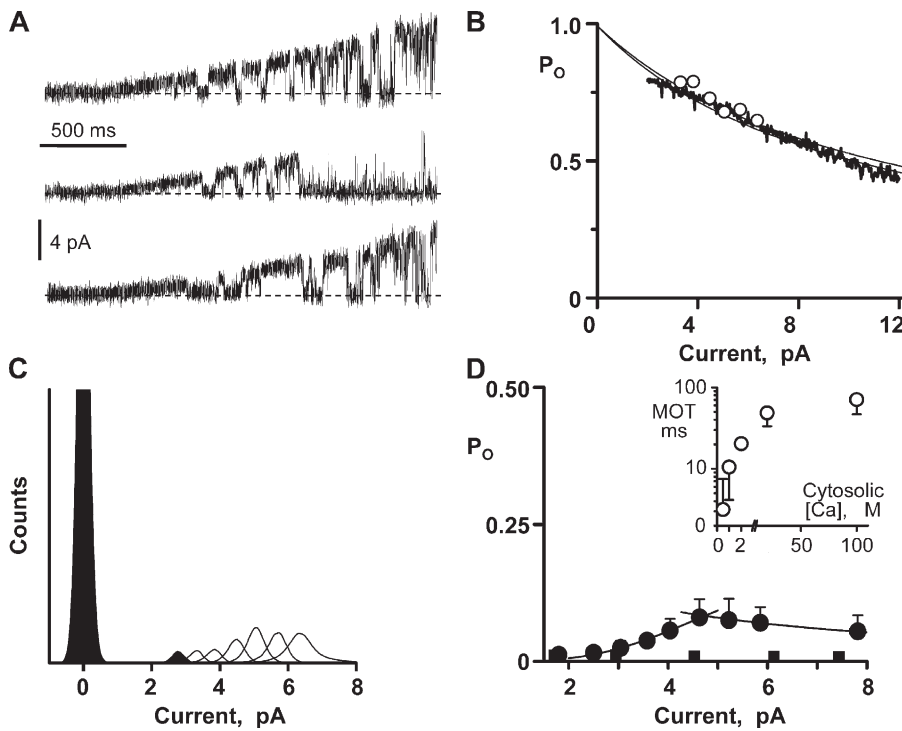 A
500 ms
4 pA
B
1.0
Po
0.5
0
0 4 8 12
Current, pA
C
Counts
0 2 4 6 8
Current, pA
D
0.50
Po
0.25
0
2 4 6 8
Current, pA
100
MOT
ms
10
Cytosolic
[Ca], M
0
0 2 50 100